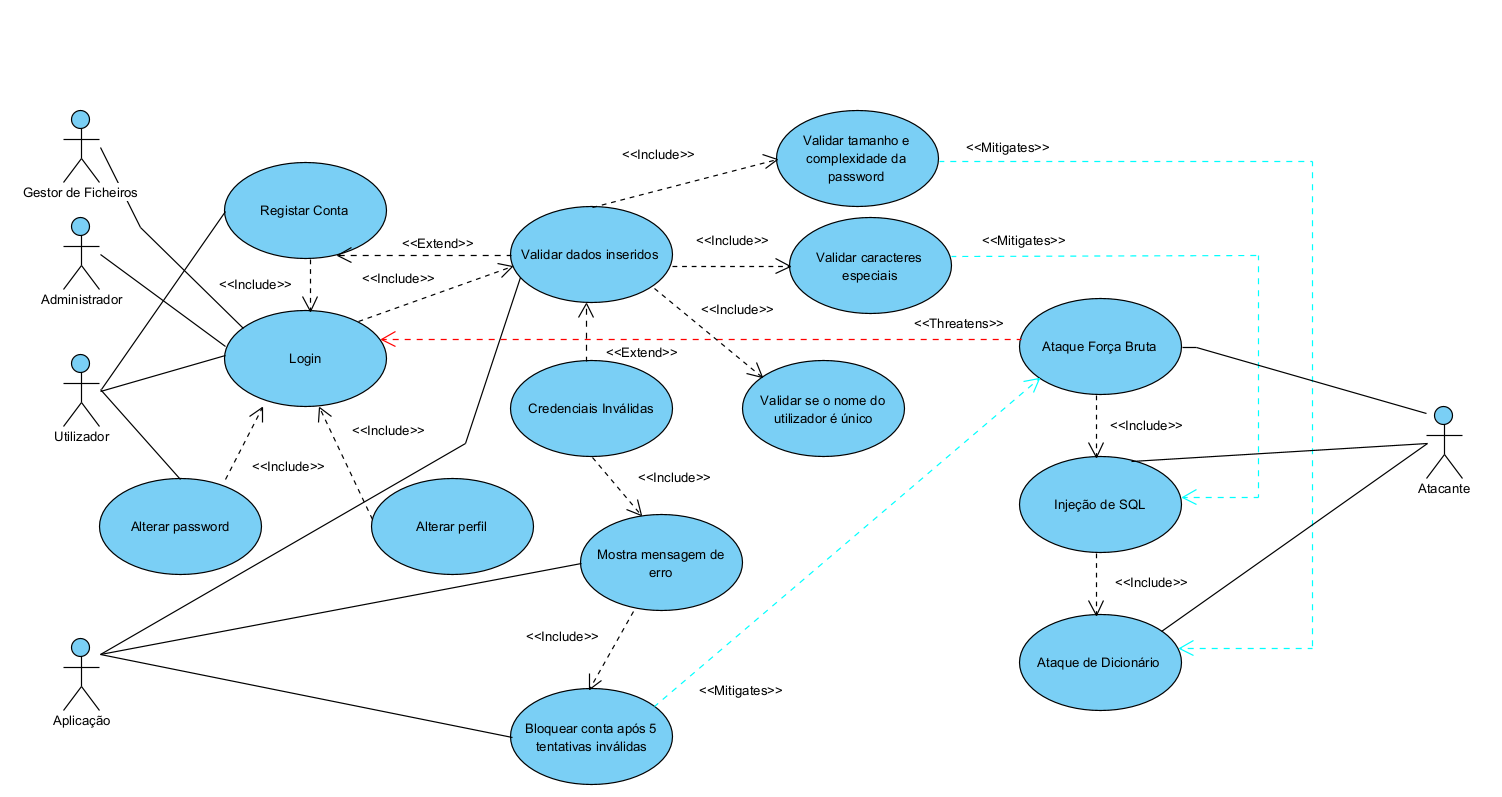 Validar tamanho e
complexidade da
password
<<Mitigates>>
<<Include>>
Gestor de Ficheiros
Registar Conta
<<Extend>>
<<Include>>
<<Mitigates>>
Validar dados inseridos
Validar caracteres
especiais
<<Include>>
<<Include>>
Administrador
<<Include>>
<<Threatens>>
Login
<<Extend>>
Ataque Força Bruta
Credenciais Inválidas
Validar se o nome do
utilizador é único
Utilizador
<<Include>>
<<Include>>
<<Include>>
<<Include>>
Atacante
Alterar password
Alterar perfil
Injeção de SQL
Mostra mensagem de
erro
<<Include>>
<<Include>>
Ataque de Dicionário
<<Mitigates>>
Aplicação
Bloquear conta após 5
tentativas inválidas